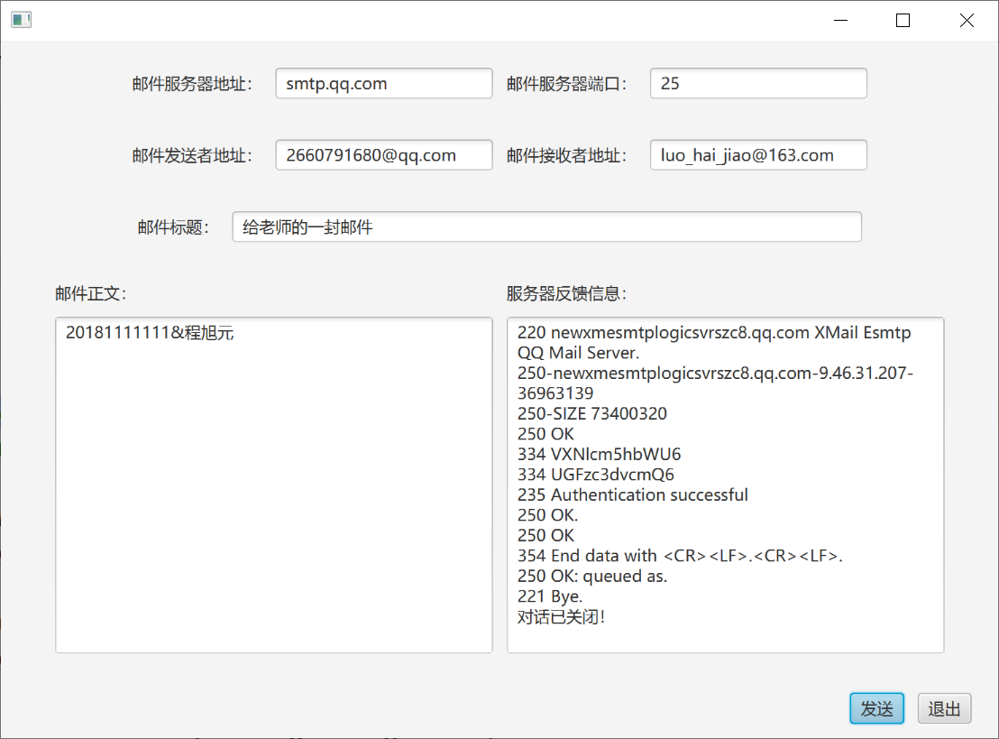 邮件服务器地址： smtp.qq.com 邮件服务器端口： 25
邮件发送者地址： 2660791680@qq.com 邮件接收者地址： luo_hai_jiao@163.com
邮件标题： 给老师的一封邮件
邮件正文：
20181111111&程旭元
服务器反馈信息：
220 newxmesmtplogicsvrszc8.qq.com XMail Esmtp
QQ Mail Server.
250-newxmesmtplogicsvrszc8.qq.com-9.46.31.207-
36963139
250-SIZE 73400320
250 OK
334 VXNlcm5hbWU6
334 UGFzc3dvcmQ6
235 Authentication successful
250 OK.
250 OK
354 End data with <CR><LF>.<CR><LF>.
250 OK: queued as.
221 Bye.
对话已关闭！
发送 退出